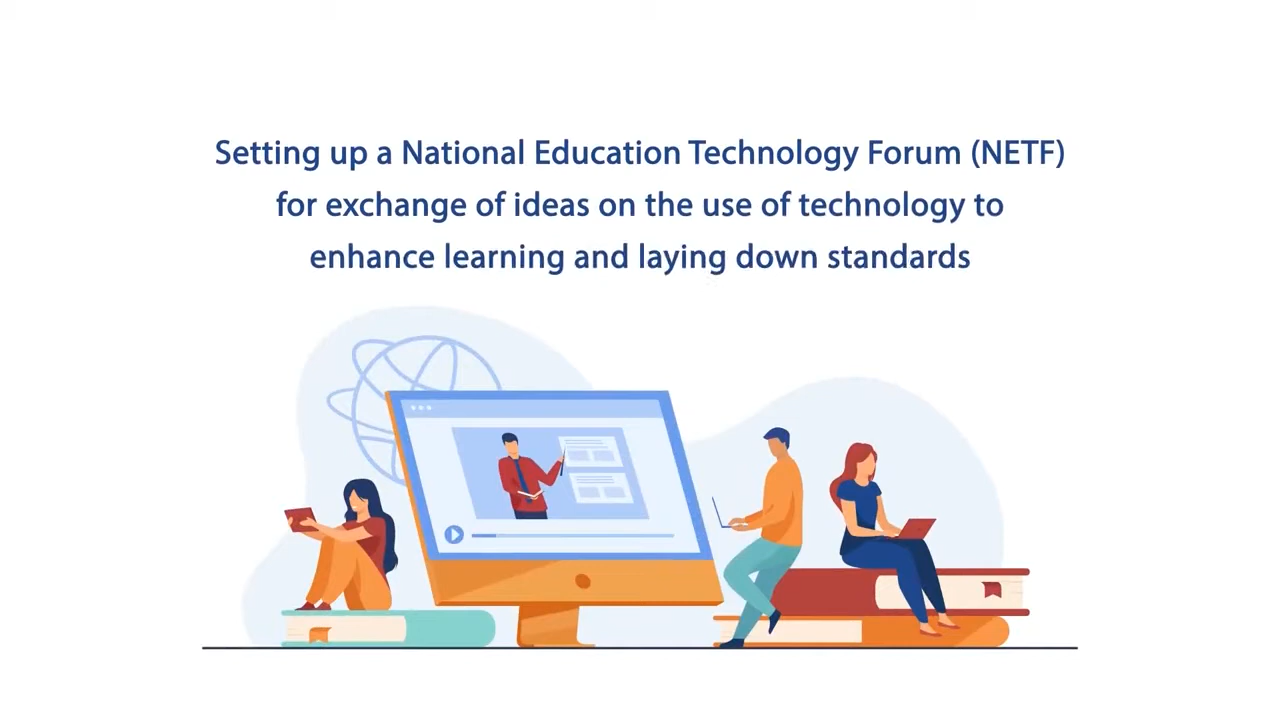 Setting up a National Education Technology Forum (NETF)
for exchange of ideas on the use of technology to
enhance learning and laying down standards